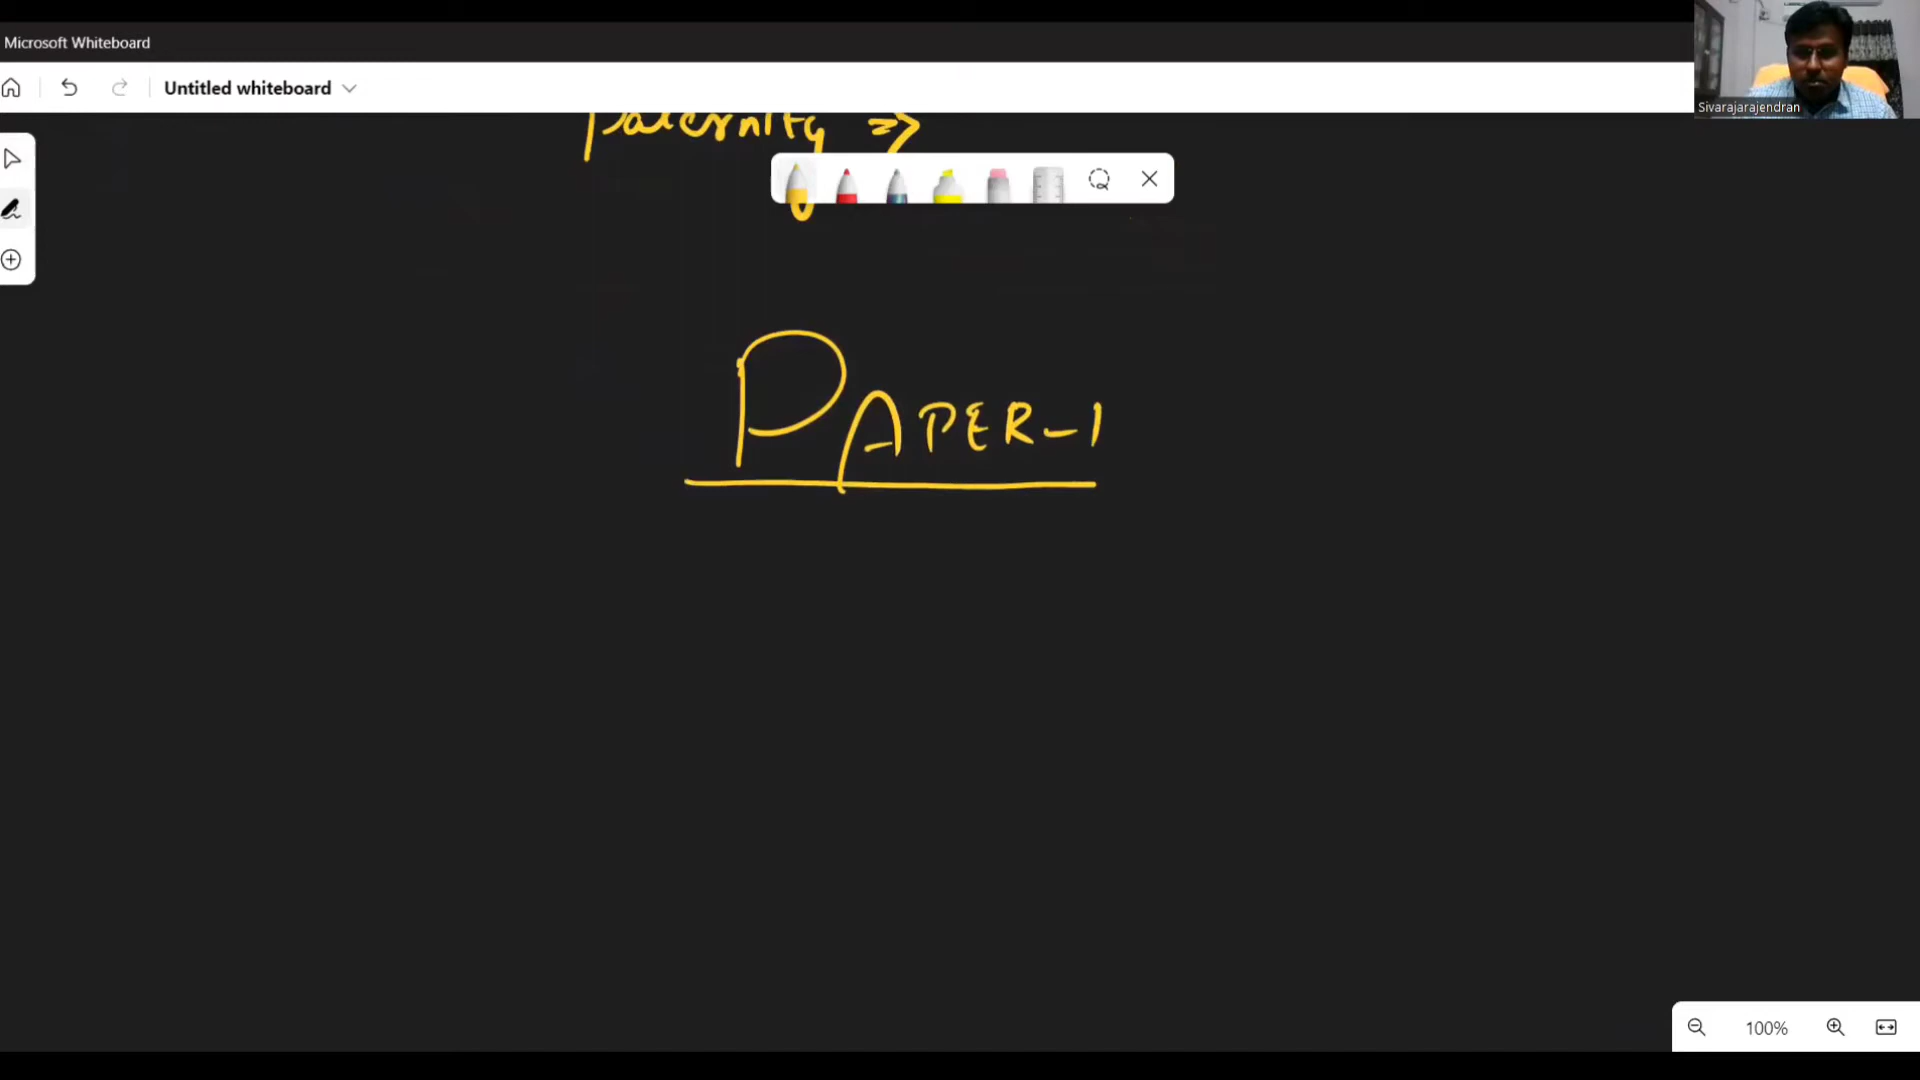 Microsoft Whiteboard
Untitled whiteboard
Sivarajarajendran
Paternity =>
PAPER-1
100%